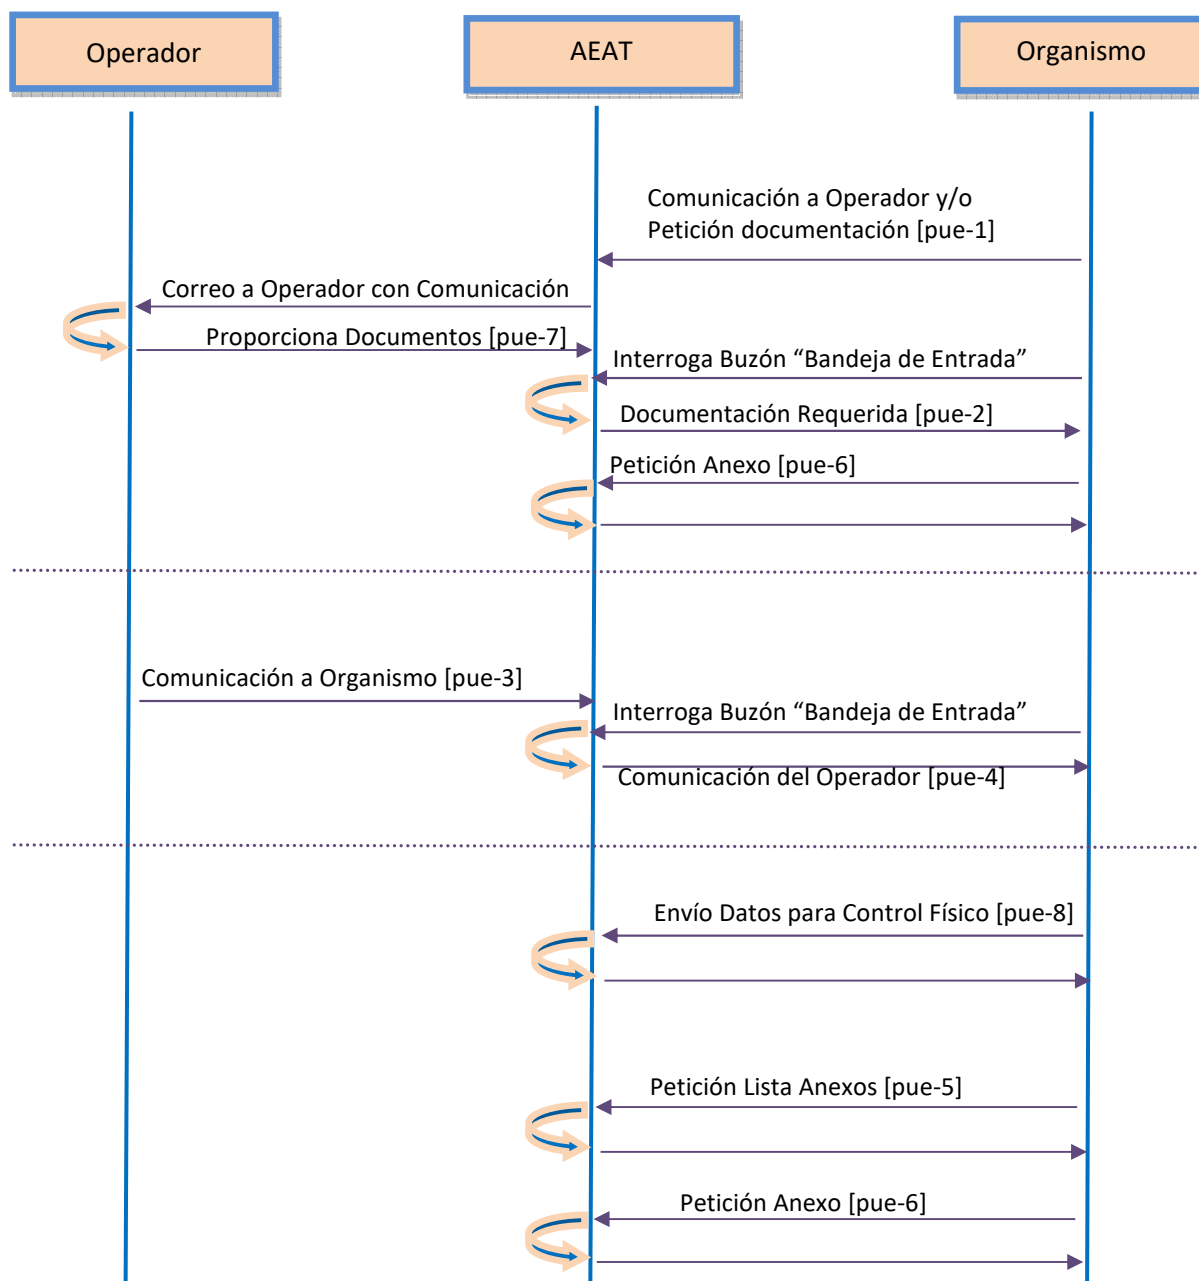 Operador
AEAT
Organismo
Comunicación a Operador y/o
Petición documentación [pue-1]
Correo a Operador con Comunicación
Proporciona Documentos [pue-7]
Interroga Buzón “Bandeja de Entrada”
Documentación Requerida [pue-2]
Petición Anexo [pue-6]
Comunicación a Organismo [pue-3]
Interroga Buzón “Bandeja de Entrada”
Comunicación del Operador [pue-4]
Envío Datos para Control Físico [pue-8]
Petición Lista Anexos [pue-5]
Petición Anexo [pue-6]